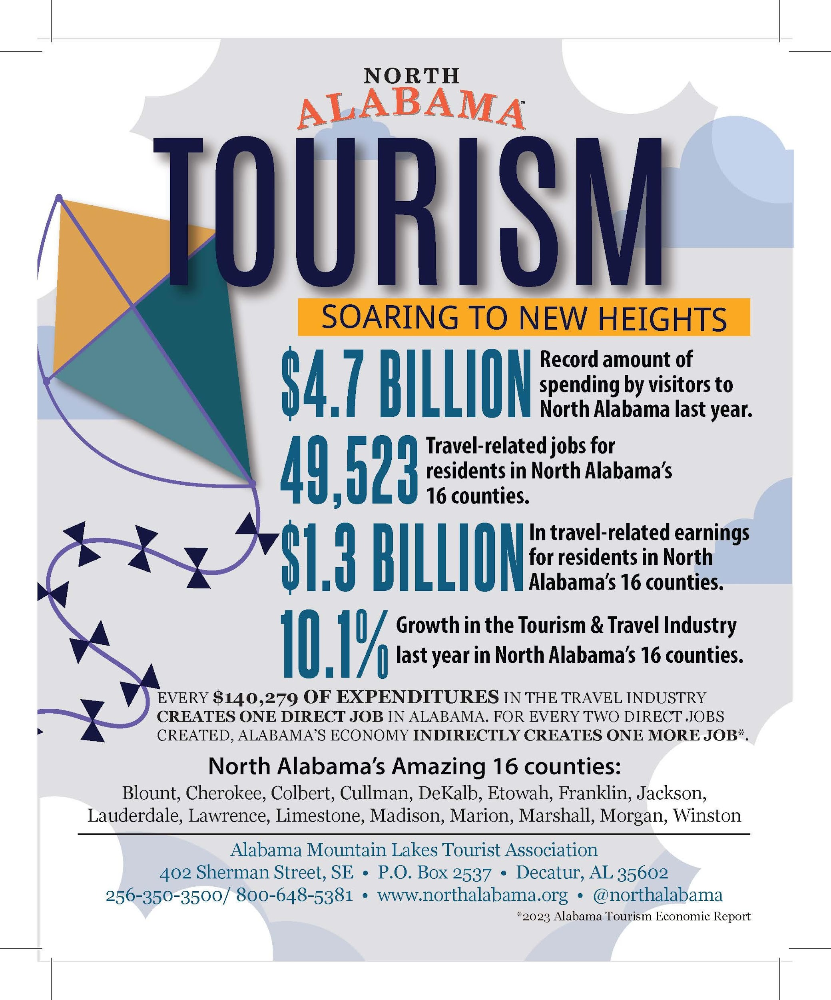 NORTH
ALABAMA™
TOURISM
SOARING TO NEW HEIGHTS
$4.7 BILLION
Record amount of
spending by visitors to
North Alabama last year.
49,523
Travel-related jobs for
residents in North Alabama's
16 counties.
$1.3 BILLION
In travel-related earnings
for residents in North
Alabama's 16 counties.
10.1%
Growth in the Tourism & Travel Industry
last year in North Alabama's 16 counties.
EVERY $140,279 OF EXPENDITURES IN THE TRAVEL INDUSTRY
CREATES ONE DIRECT JOB IN ALABAMA. FOR EVERY TWO DIRECT JOBS
CREATED, ALABAMA'S ECONOMY INDIRECTLY CREATES ONE MORE JOB*.
North Alabama's Amazing 16 counties:
Blount, Cherokee, Colbert, Cullman, DeKalb, Etowah, Franklin, Jackson,
Lauderdale, Lawrence, Limestone, Madison, Marion, Marshall, Morgan, Winston
Alabama Mountain Lakes Tourist Association
402 Sherman Street, SE • P.O. Box 2537 • Decatur, AL 35602
256-350-3500/ 800-648-5381 • www.northalabama.org • @northalabama
*2023 Alabama Tourism Economic Report